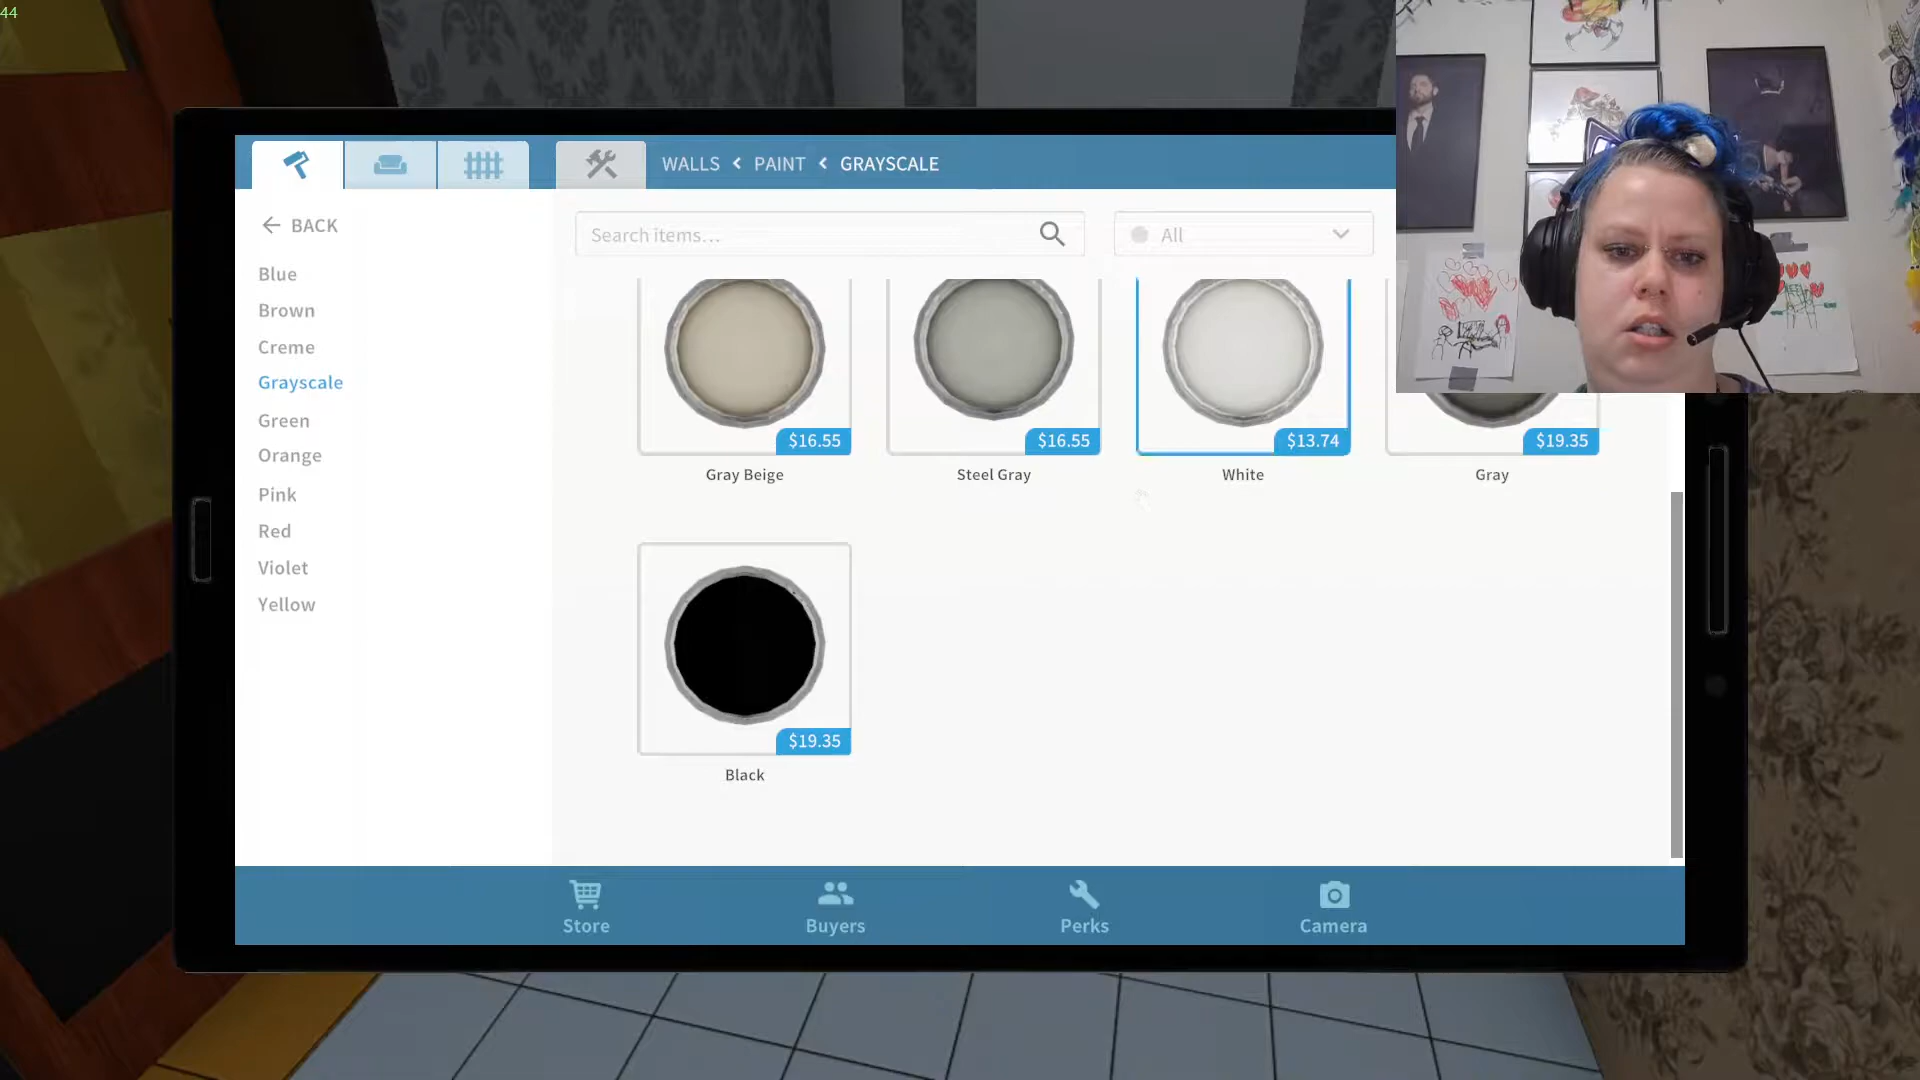 44
WALLS < PAINT < GRAYSCALE
BACK
Search items...
All
Blue
Brown
Creme
Grayscale
Green
Orange
Pink
Red
Violet
Yellow
$16.55
$16.55
$13.74
$19.35
Gray Beige
Steel Gray
White
Gray
$19.35
Black
Store
Buyers
Perks
Camera